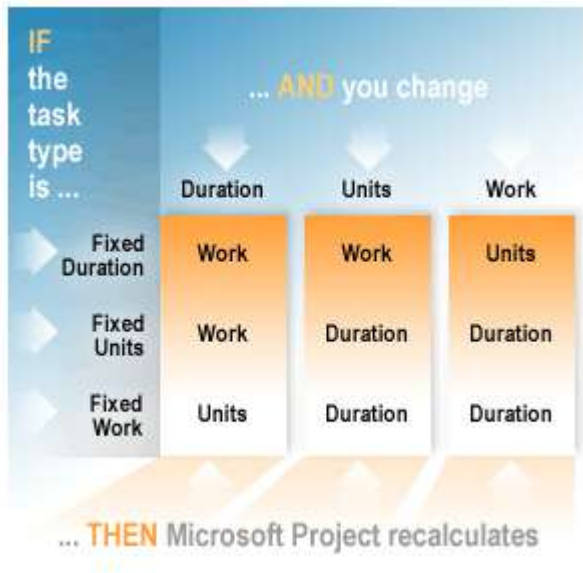 IF
the
task
type
is ...
... AND you change
Duration Units Work
Fixed
Duration
Work Work Units
Fixed
Units
Work Duration Duration
Fixed
Work
Units Duration Duration
... THEN Microsoft Project recalculates